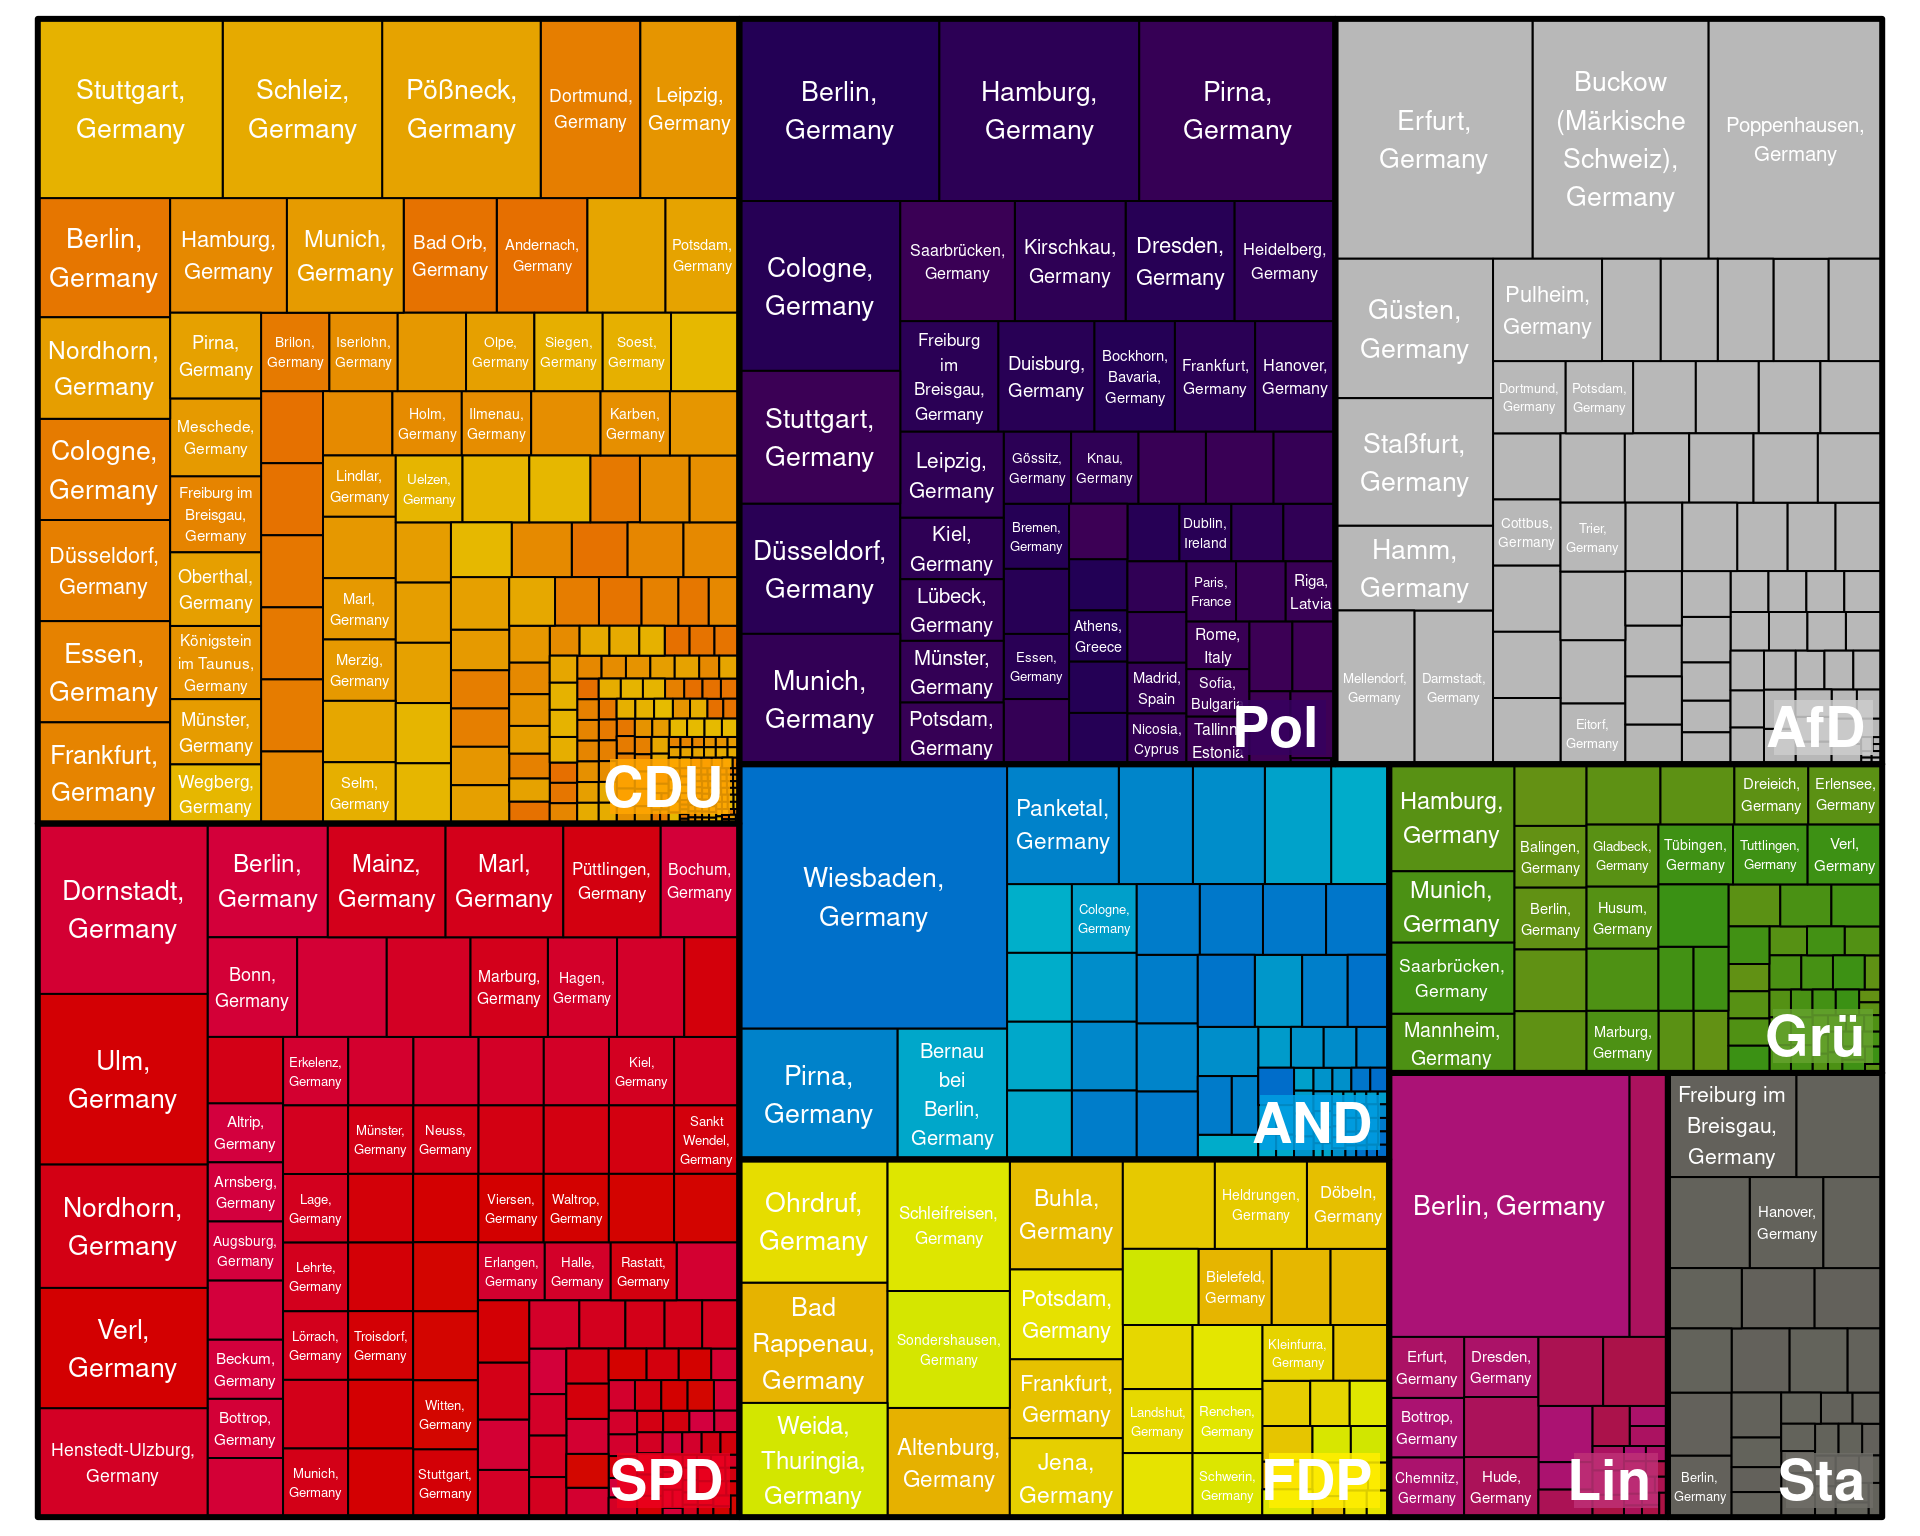 Stuttgart,
Germany
Schleiz,
Germany
Pößneck,
Germany
Dortmund,
Germany
Leipzig,
Germany
Berlin,
Germany
Hamburg,
Germany
Munich,
Germany
Bad Orb,
Germany
Andernach,
Germany
Potsdam,
Germany
Nordhorn,
Germany
Pirna,
Germany
Brilon,
Germany
Iserlohn,
Germany
Olpe,
Germany
Siegen,
Germany
Soest,
Germany
Meschede,
Germany
Holm,
Germany
Ilmenau,
Germany
Karben,
Germany
Cologne,
Germany
Lindlar,
Germany
Uelzen,
Germany
Freiburg im
Breisgau,
Germany
Düsseldorf,
Germany
Oberthal,
Germany
Marl,
Germany
Essen,
Germany
Königstein
im Taunus,
Germany
Merzig,
Germany
Münster,
Germany
Frankfurt,
Germany
Wegberg,
Germany
Selm,
Germany
CDU
Berlin,
Germany
Hamburg,
Germany
Pirna,
Germany
Cologne,
Germany
Saarbrücken,
Germany
Kirschkau,
Germany
Dresden,
Germany
Heidelberg,
Germany
Freiburg
im
Breisgau,
Germany
Duisburg,
Germany
Bockhorn,
Bavaria,
Germany
Frankfurt,
Germany
Hanover,
Germany
Stuttgart,
Germany
Leipzig,
Germany
Gössitz,
Germany
Knau,
Germany
Düsseldorf,
Germany
Kiel,
Germany
Bremen,
Germany
Dublin,
Ireland
Lübeck,
Germany
Paris,
France
Riga,
Latvia
Athens,
Greece
Rome,
Italy
Munich,
Germany
Münster,
Germany
Essen,
Germany
Madrid,
Spain
Sofia,
Bulgaria
Potsdam,
Germany
Nicosia,
Cyprus
Tallinn,
Estonia
Pol
Erfurt,
Germany
Buckow
(Märkische
Schweiz),
Germany
Poppenhausen,
Germany
Güsten,
Germany
Pulheim,
Germany
Dortmund,
Germany
Potsdam,
Germany
Staßfurt,
Germany
Cottbus,
Germany
Trier,
Germany
Hamm,
Germany
Mellendorf,
Germany
Darmstadt,
Germany
Eitorf,
Germany
AfD
Dornstadt,
Germany
Berlin,
Germany
Mainz,
Germany
Marl,
Germany
Püttlingen,
Germany
Bochum,
Germany
Bonn,
Germany
Marburg,
Germany
Hagen,
Germany
Ulm,
Germany
Erkelenz,
Germany
Kiel,
Germany
Altrip,
Germany
Münster,
Germany
Neuss,
Germany
Sankt
Wendel,
Germany
Nordhorn,
Germany
Arnsberg,
Germany
Lage,
Germany
Viersen,
Germany
Waltrop,
Germany
Augsburg,
Germany
Lehrte,
Germany
Erlangen,
Germany
Halle,
Germany
Rastatt,
Germany
Verl,
Germany
Lörrach,
Germany
Troisdorf,
Germany
Beckum,
Germany
Henstedt-Ulzburg,
Germany
Bottrop,
Germany
Witten,
Germany
Munich,
Germany
Stuttgart,
Germany
SPD
Wiesbaden,
Germany
Panketal,
Germany
Cologne,
Germany
Pirna,
Germany
Bernau
bei
Berlin,
Germany
AND
Ohrdruf,
Germany
Schleifreisen,
Germany
Buhla,
Germany
Heldrungen,
Germany
Döbeln,
Germany
Bad
Rappenau,
Germany
Sondershausen,
Germany
Potsdam,
Germany
Bielefeld,
Germany
Kleinfurra,
Germany
Frankfurt,
Germany
Landshut,
Germany
Renchen,
Germany
Weida,
Thuringia,
Germany
Altenburg,
Germany
Jena,
Germany
Schwerin,
Germany
FDP
Hamburg,
Germany
Dreieich,
Germany
Erlensee,
Germany
Balingen,
Germany
Gladbeck,
Germany
Tübingen,
Germany
Tuttlingen,
Germany
Verl,
Germany
Munich,
Germany
Berlin,
Germany
Husum,
Germany
Saarbrücken,
Germany
Mannheim,
Germany
Marburg,
Germany
Grü
Berlin, Germany
Erfurt,
Germany
Dresden,
Germany
Bottrop,
Germany
Chemnitz,
Germany
Hude,
Germany
Lin
Freiburg im
Breisgau,
Germany
Hanover,
Germany
Berlin,
Germany
Sta